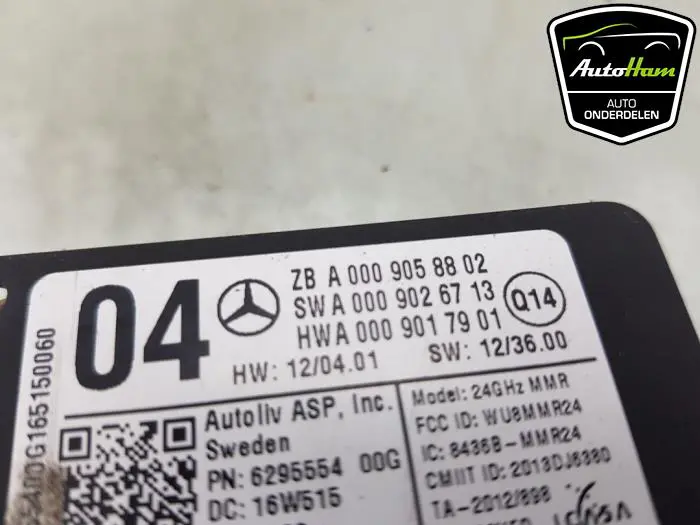 AutoHam
AUTO
ONDERDELEN
04
ZB A 000 905 88 02
SW A 000 902 67 13
HW A 000 901 79 01
Q14
HW: 12/04.01
SW: 12/36.00
Autoliv ASP, Inc.
Sweden
PN: 6295554 00G
DC: 16W515
Model: 24GHz MMR
FCC ID: WU8MMR24
IC: 8436B-MMR24
CMIIT ID: 2013DJ6380
TA-2012/898